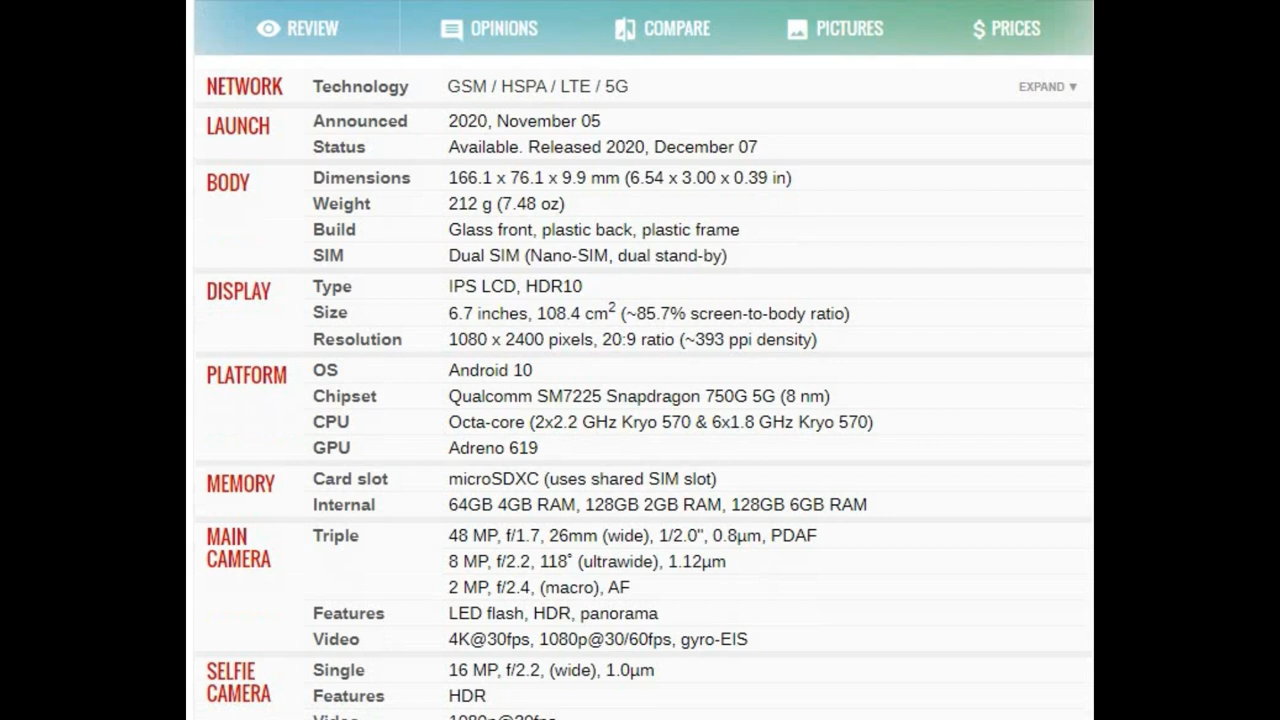 REVIEW OPINIONS COMPARE PICTURES $ PRICES
NETWORK Technology GSM / HSPA / LTE / 5G EXPAND ▼
LAUNCH Announced 2020, November 05
Status Available. Released 2020, December 07
BODY Dimensions 166.1 x 76.1 x 9.9 mm (6.54 x 3.00 x 0.39 in)
Weight 212 g (7.48 oz)
Build Glass front, plastic back, plastic frame
SIM Dual SIM (Nano-SIM, dual stand-by)
DISPLAY Type IPS LCD, HDR10
Size 6.7 inches, 108.4 cm² (~85.7% screen-to-body ratio)
Resolution 1080 x 2400 pixels, 20:9 ratio (~393 ppi density)
PLATFORM OS Android 10
Chipset Qualcomm SM7225 Snapdragon 750G 5G (8 nm)
CPU Octa-core (2x2.2 GHz Kryo 570 & 6x1.8 GHz Kryo 570)
GPU Adreno 619
MEMORY Card slot microSDXC (uses shared SIM slot)
Internal 64GB 4GB RAM, 128GB 2GB RAM, 128GB 6GB RAM
MAIN CAMERA Triple 48 MP, f/1.7, 26mm (wide), 1/2.0", 0.8µm, PDAF
8 MP, f/2.2, 118˚ (ultrawide), 1.12µm
2 MP, f/2.4, (macro), AF
Features LED flash, HDR, panorama
Video 4K@30fps, 1080p@30/60fps, gyro-EIS
SELFIE CAMERA Single 16 MP, f/2.2, (wide), 1.0µm
Features HDR
Video 1080p@30fps